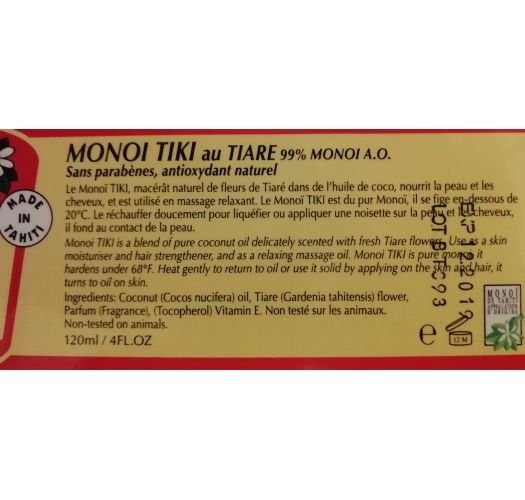 MONOI TIKI au TIARE 99% MONOI A.O.
Sans parabènes, antioxydant naturel
Le Monoï TIKI, macérât naturel de fleurs de Tiaré dans de l'huile de coco, nourrit la peau et les
cheveux, et est utilisé en massage relaxant. Le Monoï TIKI est du pur Monoï, il se fige en-dessous de
20°C. Le réchauffer doucement pour liquéfier ou appliquer une noisette sur la peau et les cheveux,
il fond au contact de la peau.
Monoi TIKI is a blend of pure coconut oil delicately scented with fresh Tiare flowers. Use as a skin
moisturiser and hair strengthener, and as a relaxing massage oil. Monoi TIKI is pure monoi it
hardens under 68°F. Heat gently to return to oil or use it solid by applying on the skin and hair, it
turns to oil on skin.
Ingredients: Coconut (Cocos nucifera) oil, Tiare (Gardenia tahitensis) flower,
Parfum (Fragrance), (Tocopherol) Vitamin E. Non testé sur les animaux.
Non-tested on animals.
120ml / 4FL.OZ
MADE
IN
TAHITI
LOT8TC93
122019
e
12 M
MONOÏ
DE TAHITI
APPELLATION
D'ORIGINE